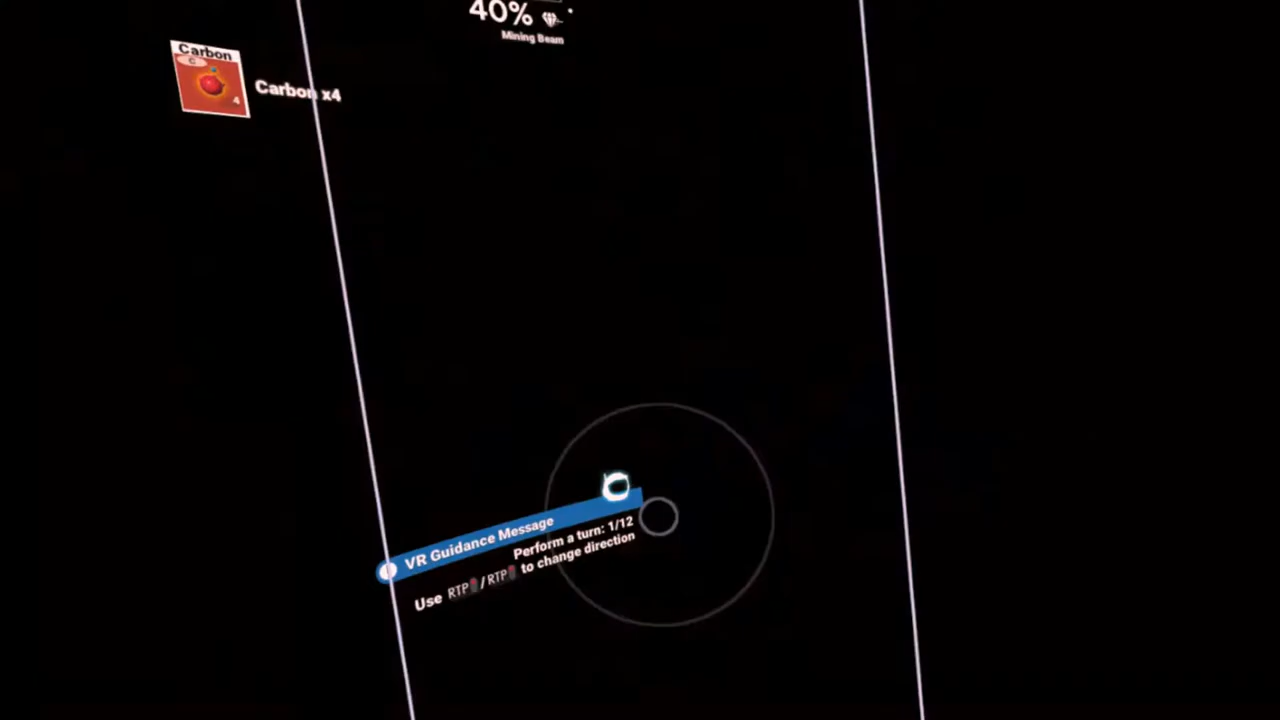 40%
Mining Beam
Carbon
C
4
Carbon x4
VR Guidance Message
Perform a turn: 1/12
Use RTP / RTP to change direction